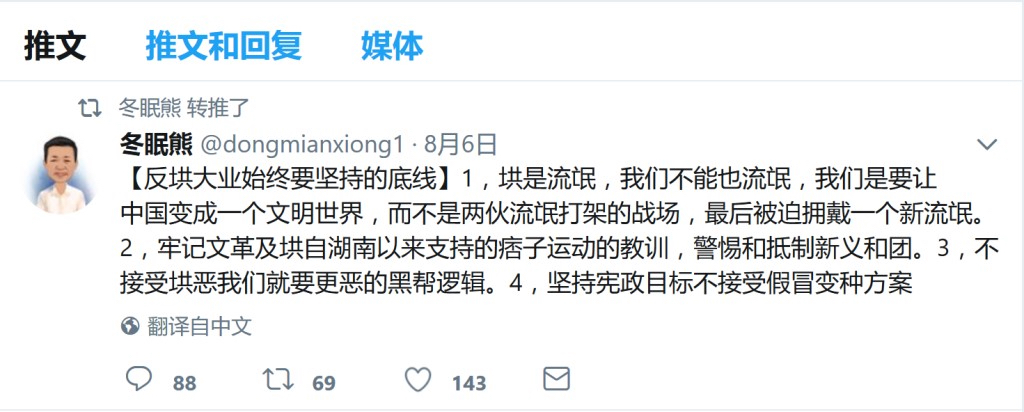 推文 推文和回复 媒体
冬眠熊 转推了
冬眠熊 @dongmianxiong1 · 8月6日
【反垬大业始终要坚持的底线】1，垬是流氓，我们不能也流氓，我们是要让
中国变成一个文明世界，而不是两伙流氓打架的战场，最后被迫拥戴一个新流氓。
2，牢记文革及垬自湖南以来支持的痞子运动的教训，警惕和抵制新义和团。3，不
接受垬恶我们就要更恶的黑帮逻辑。4，坚持宪政目标不接受假冒变种方案
翻译自中文
88 69 143